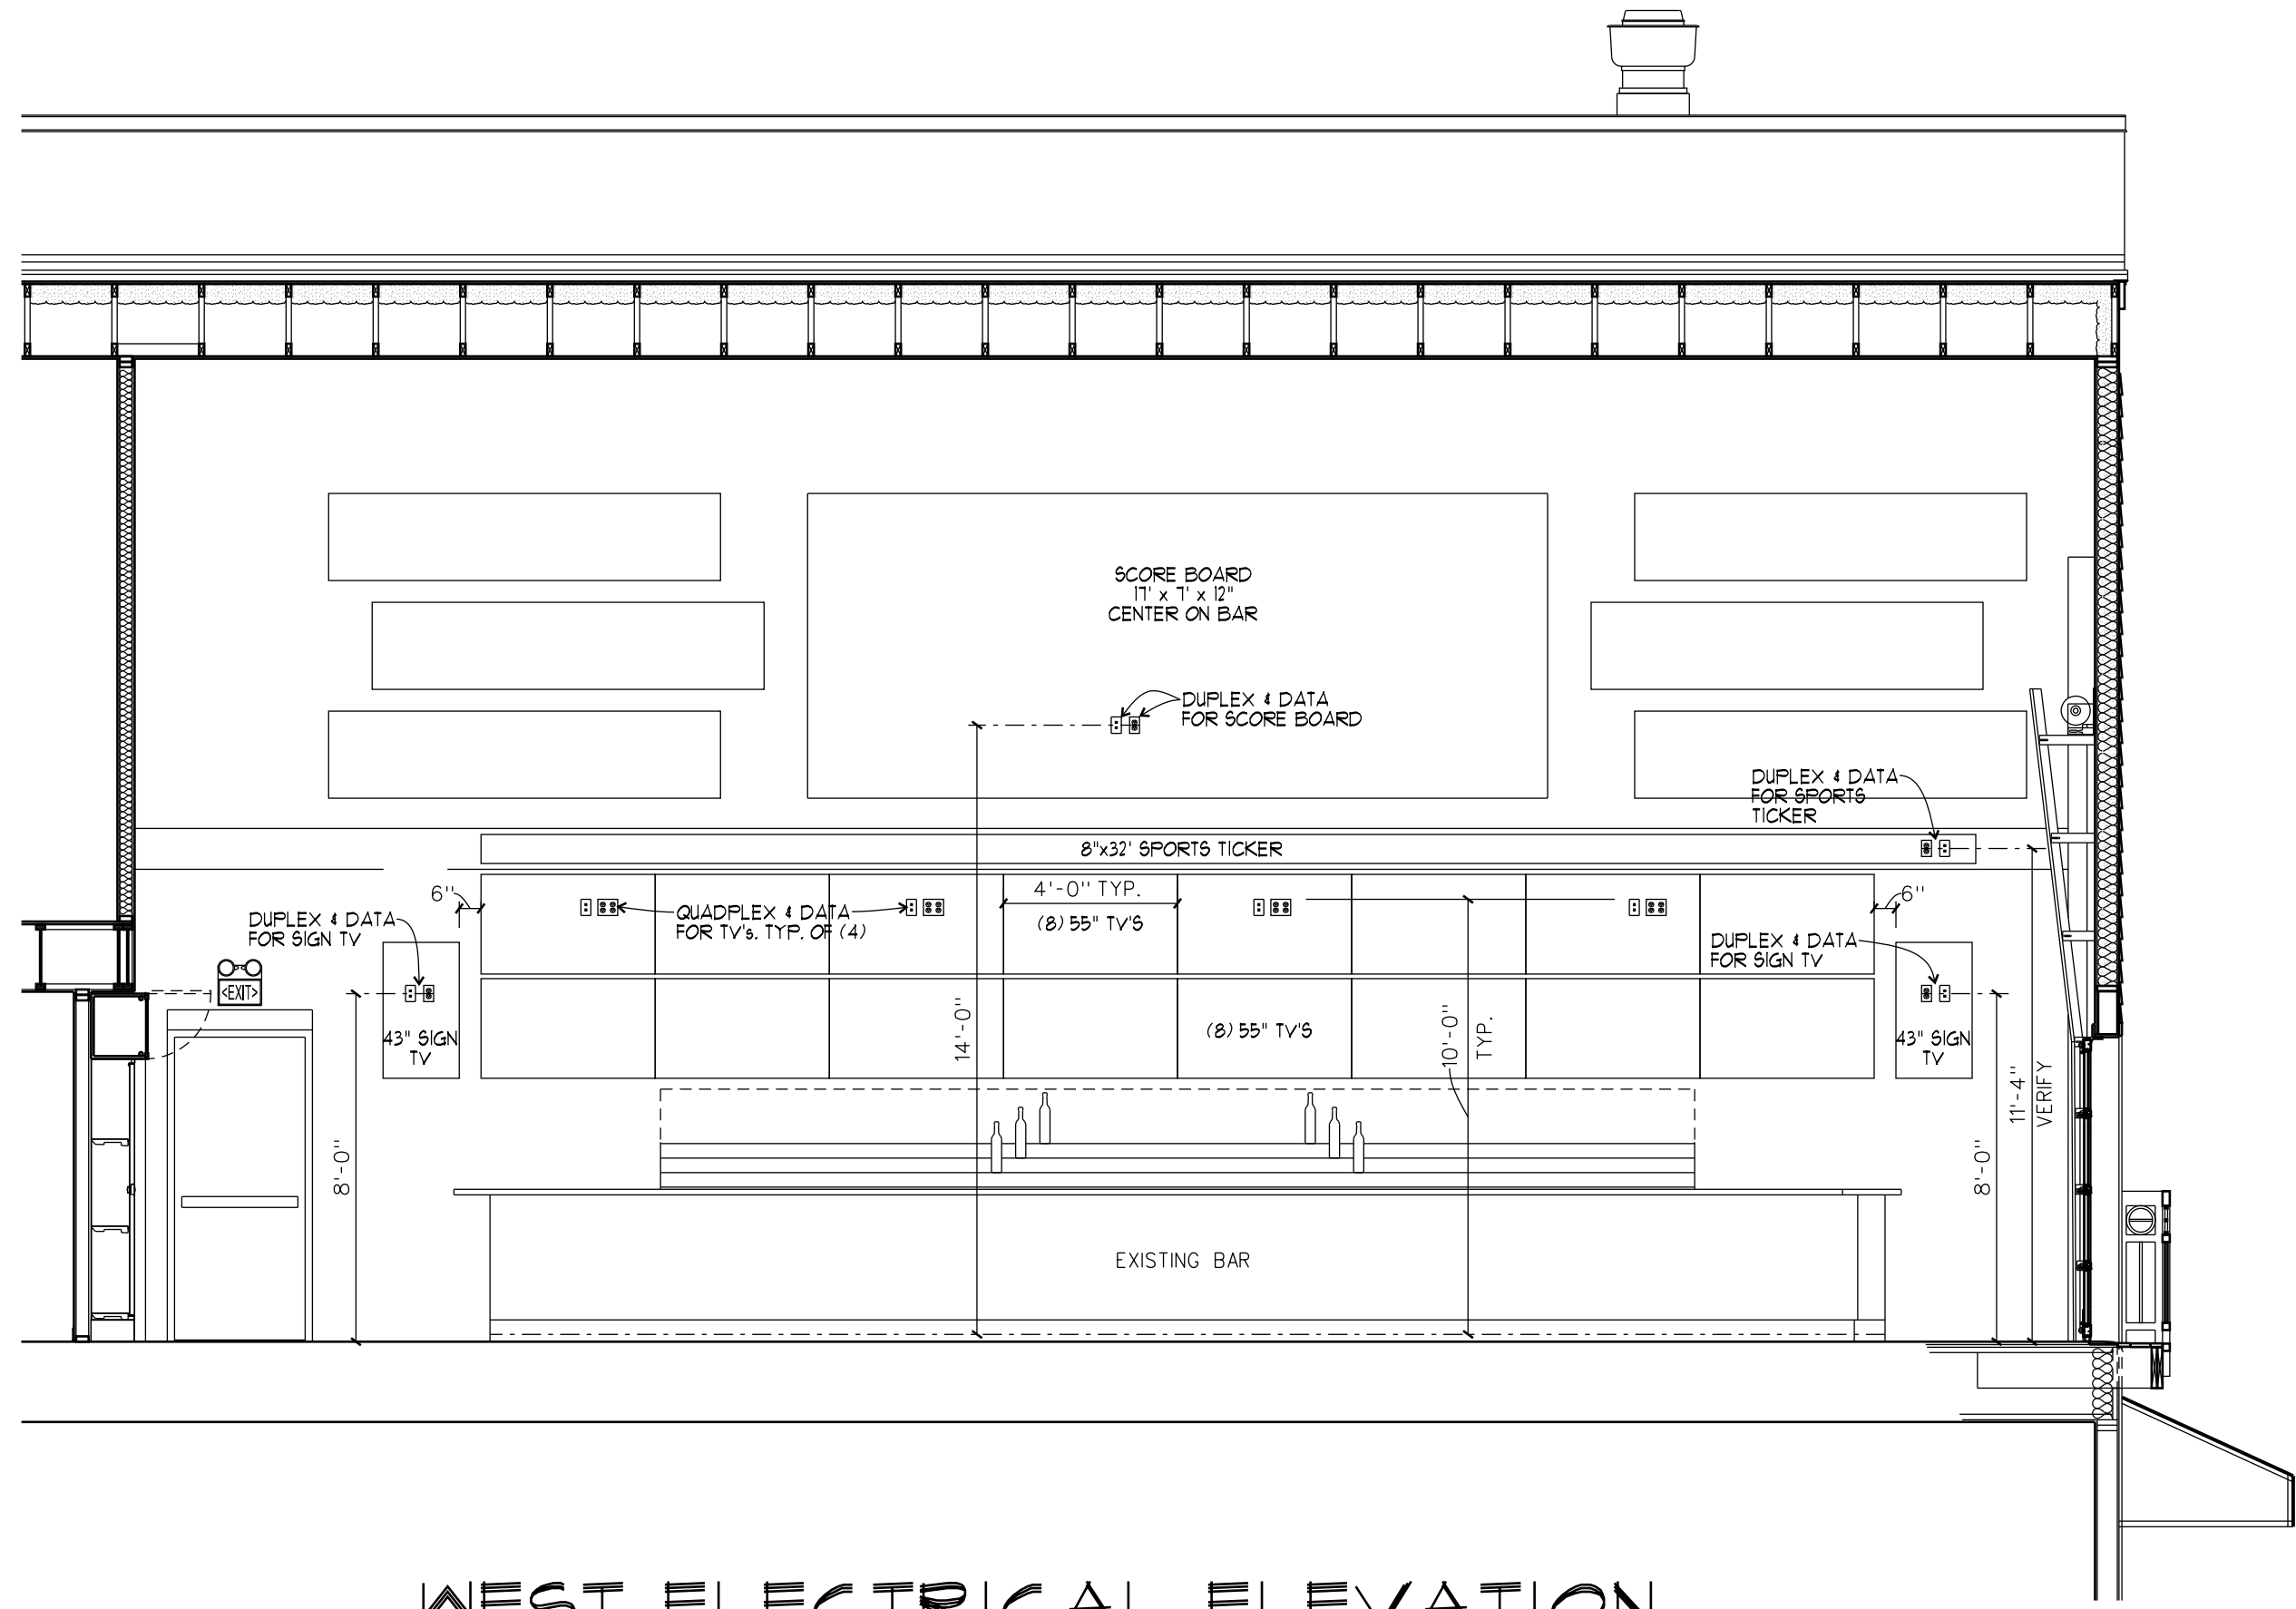 SCORE BOARD
17' x 7' x 12"
CENTER ON BAR
DUPLEX & DATA
FOR SCORE BOARD
DUPLEX & DATA
FOR SPORTS
TICKER
8"x32' SPORTS TICKER
6"
4'-0" TYP.
6"
QUADPLEX & DATA
FOR TV's. TYP. OF (4)
(8) 55" TV'S
DUPLEX & DATA
FOR SIGN TV
DUPLEX & DATA
FOR SIGN TV
<EXIT>
43" SIGN
TV
14'-0"
(8) 55" TV'S
10'-0"
TYP.
43" SIGN
TV
11'-4"
VERIFY
8'-0"
8'-0"
EXISTING BAR
WEST ELECTRICAL ELEVATION